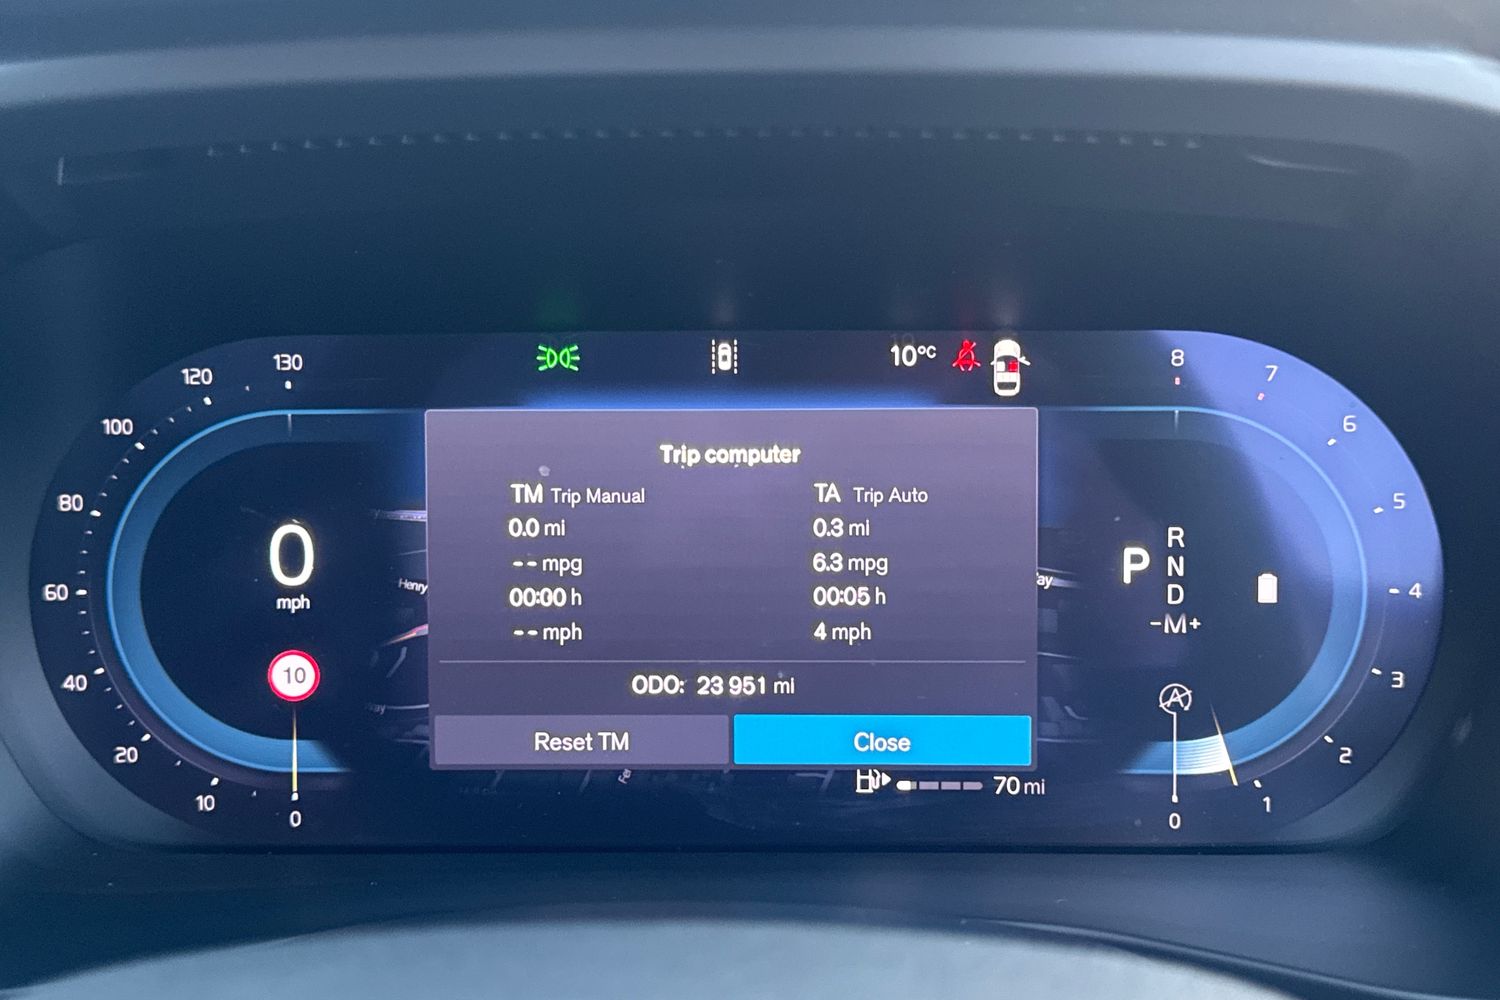 130
120
100
80
60
40
20
10
0
0
mph
10
10°C
Trip computer
TM Trip Manual
0.0 mi
-- mpg
00:00 h
-- mph
TA Trip Auto
0.3 mi
6.3 mpg
00:05 h
4 mph
ODO: 23 951 mi
Reset TM
Close
70 mi
Henry
P
R
N
D
-M+
A
8
7
6
5
4
3
2
1
0